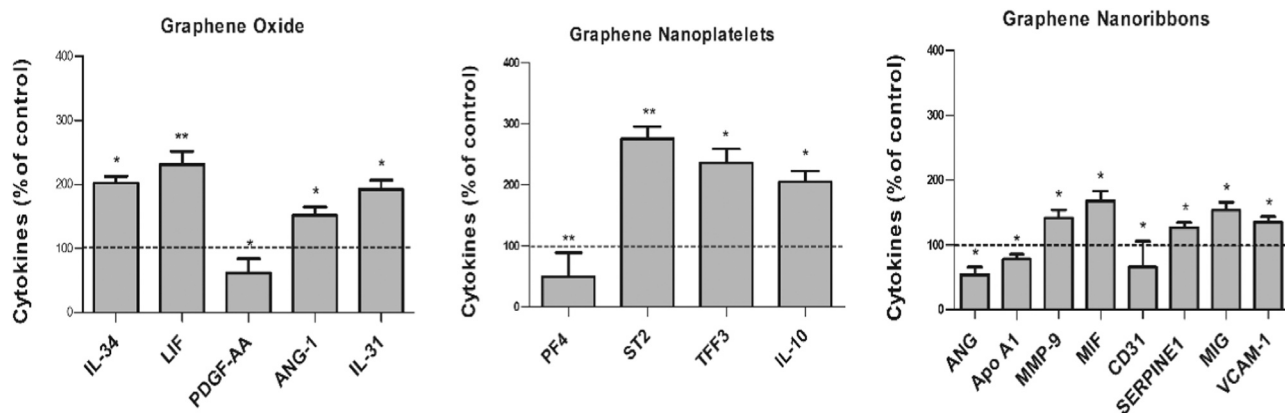 Graphene Oxide
Cytokines (% of control)
400
300
200
100
0
*
**
*
*
*
IL-34
LIF
PDGF-AA
ANG-1
IL-31
Graphene Nanoplatelets
Cytokines (% of control)
400
300
200
100
0
**
**
*
*
PF4
ST2
TFF3
IL-10
Graphene Nanoribbons
Cytokines (% of control)
400
300
200
100
0
*
*
*
*
*
*
*
*
ANG
Apo A1
MMP-9
MIF
CD31
SERPINE1
MIG
VCAM-1